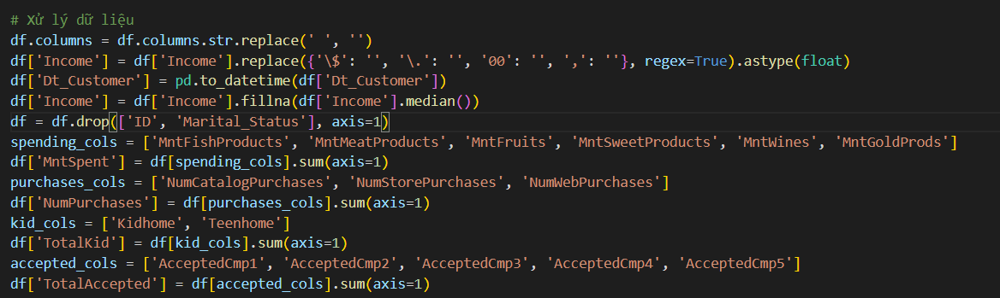 # Xử lý dữ liệu
df.columns = df.columns.str.replace(' ', '')
df['Income'] = df['Income'].replace({'\$': '', '\.': '', '00': '', ',': ''}, regex=True).astype(float)
df['Dt_Customer'] = pd.to_datetime(df['Dt_Customer'])
df['Income'] = df['Income'].fillna(df['Income'].median())
df = df.drop(['ID', 'Marital_Status'], axis=1)
spending_cols = ['MntFishProducts', 'MntMeatProducts', 'MntFruits', 'MntSweetProducts', 'MntWines', 'MntGoldProds']
df['MntSpent'] = df[spending_cols].sum(axis=1)
purchases_cols = ['NumCatalogPurchases', 'NumStorePurchases', 'NumWebPurchases']
df['NumPurchases'] = df[purchases_cols].sum(axis=1)
kid_cols = ['Kidhome', 'Teenhome']
df['TotalKid'] = df[kid_cols].sum(axis=1)
accepted_cols = ['AcceptedCmp1', 'AcceptedCmp2', 'AcceptedCmp3', 'AcceptedCmp4', 'AcceptedCmp5']
df['TotalAccepted'] = df[accepted_cols].sum(axis=1)